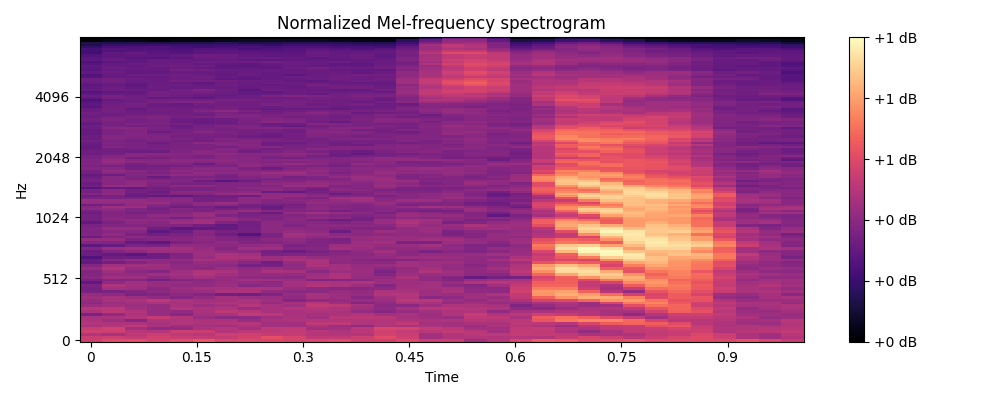 Normalized Mel-frequency spectrogram
+1 dB
4096
+1 dB
2048
+1 dB
Hz
1024
+0 dB
512
+0 dB
0
+0 dB
0 0.15 0.3 0.45 0.6 0.75 0.9
Time